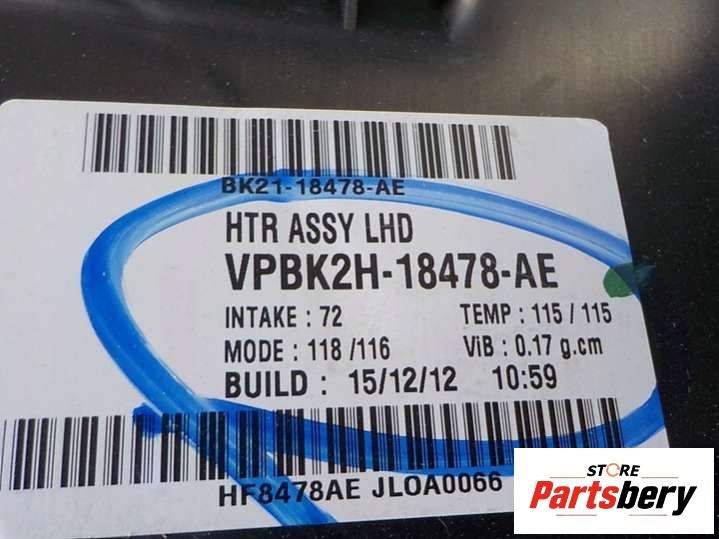 BK21-18478-AE
HTR ASSY LHD
VPBK2H-18478-AE
INTAKE : 72 TEMP : 115 / 115
MODE : 118 /116 ViB : 0.17 g.cm
BUILD : 15/12/12 10:59
HF8478AE JLOA0066
STORE
Partsbery